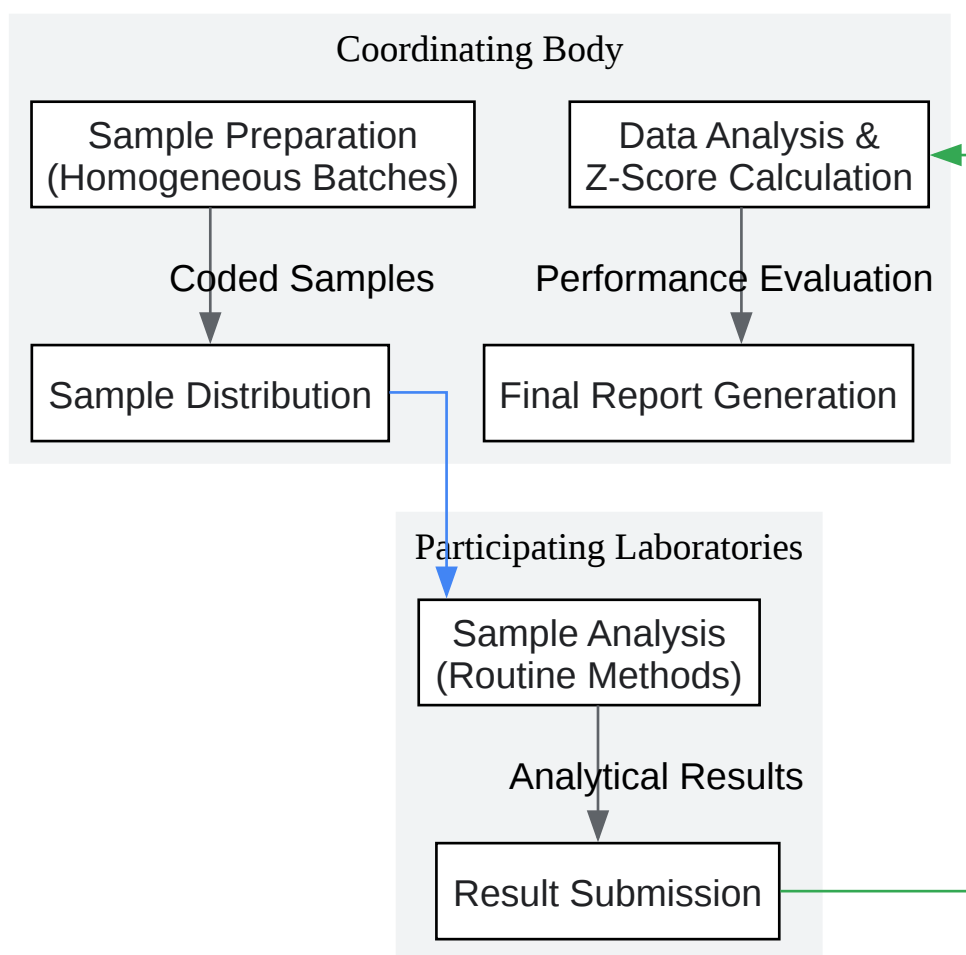 Coordinating Body
Sample Preparation
(Homogeneous Batches)
Data Analysis &
Z-Score Calculation
Coded Samples
Performance Evaluation
Sample Distribution
Final Report Generation
Participating Laboratories
Sample Analysis
(Routine Methods)
Analytical Results
Result Submission